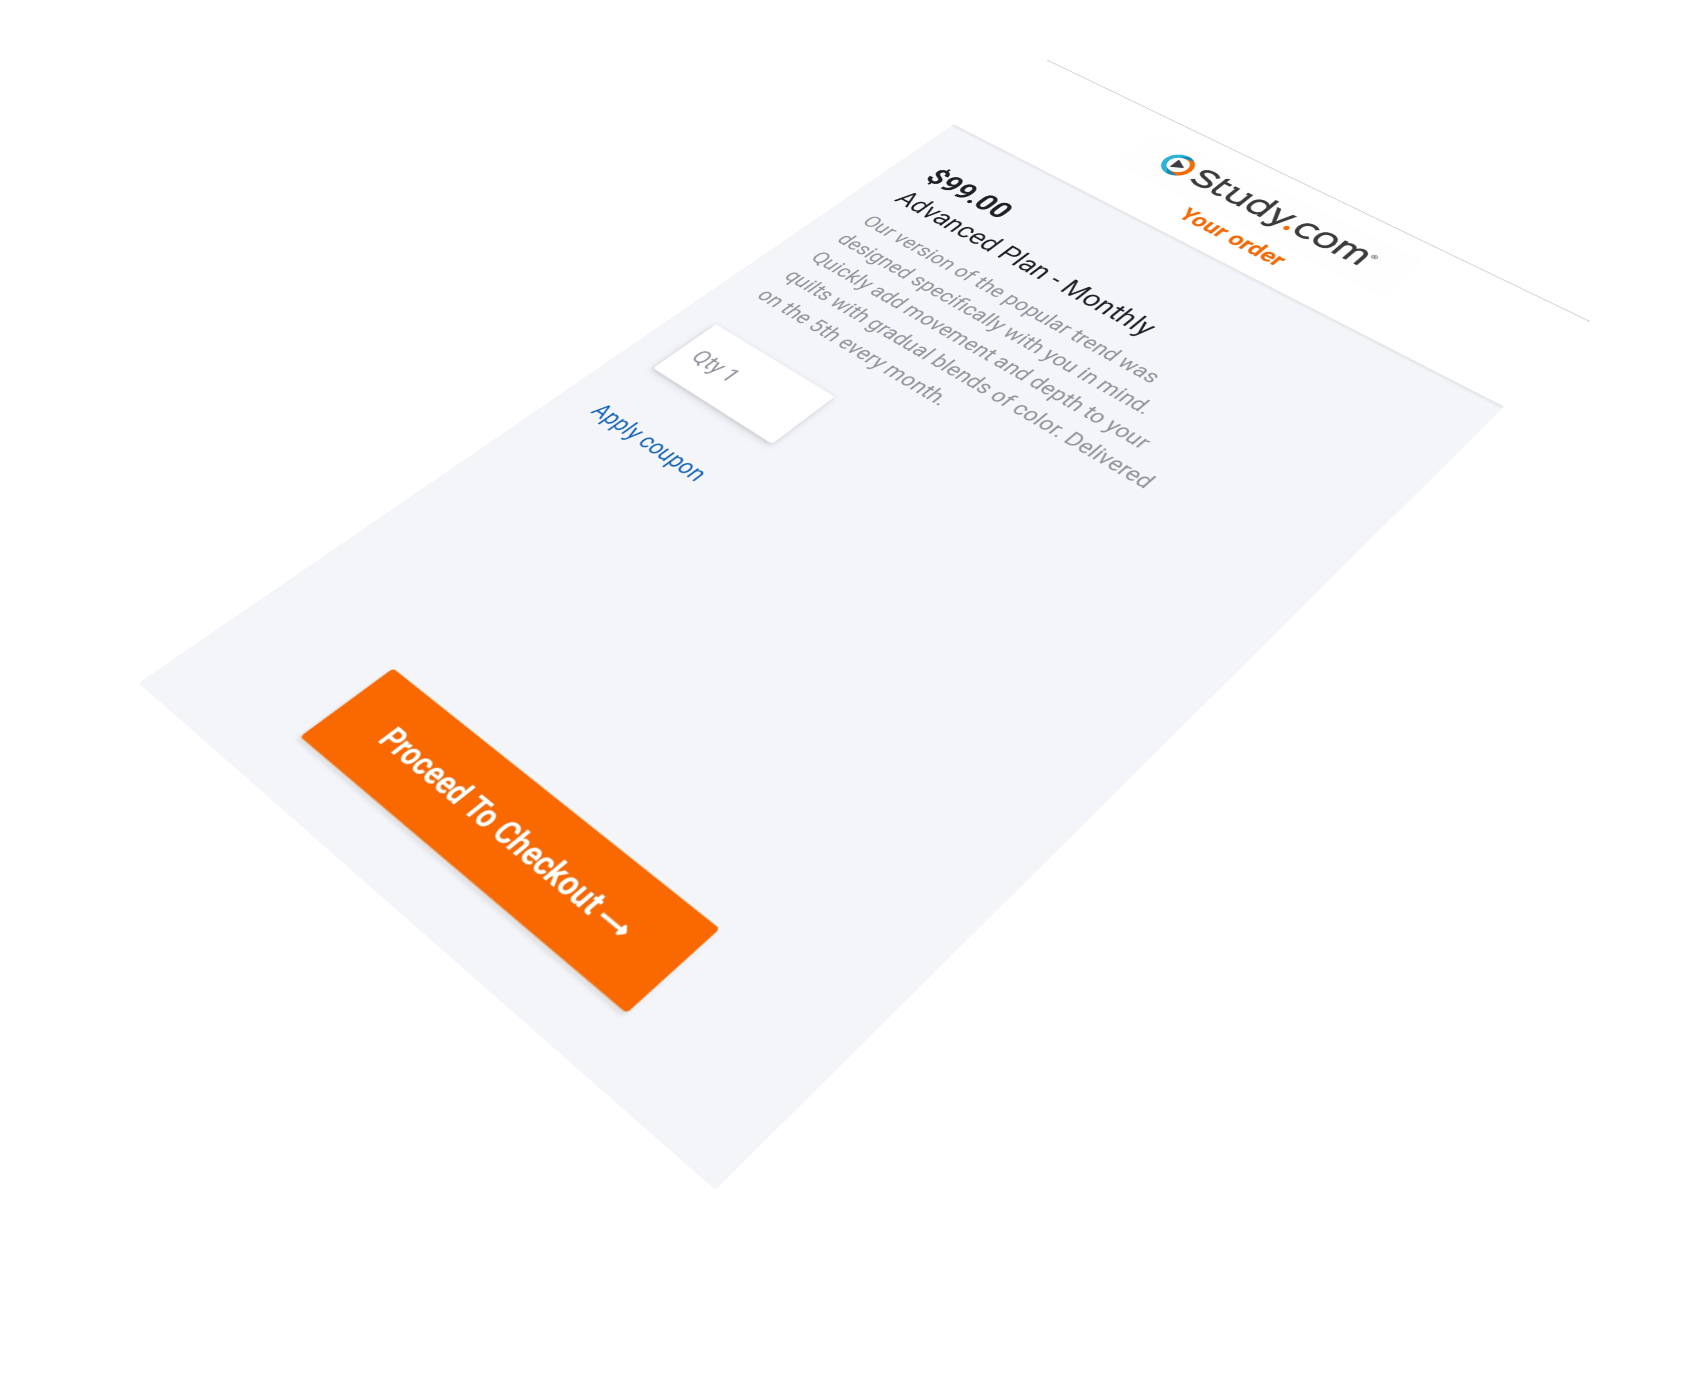 Study.com®
Your order
$99.00
Advanced Plan - Monthly
Our version of the popular trend was
designed specifically with you in mind.
Quickly add movement and depth to your
quilts with gradual blends of color. Delivered
on the 5th every month.
Qty 1
Apply coupon
Proceed To Checkout →